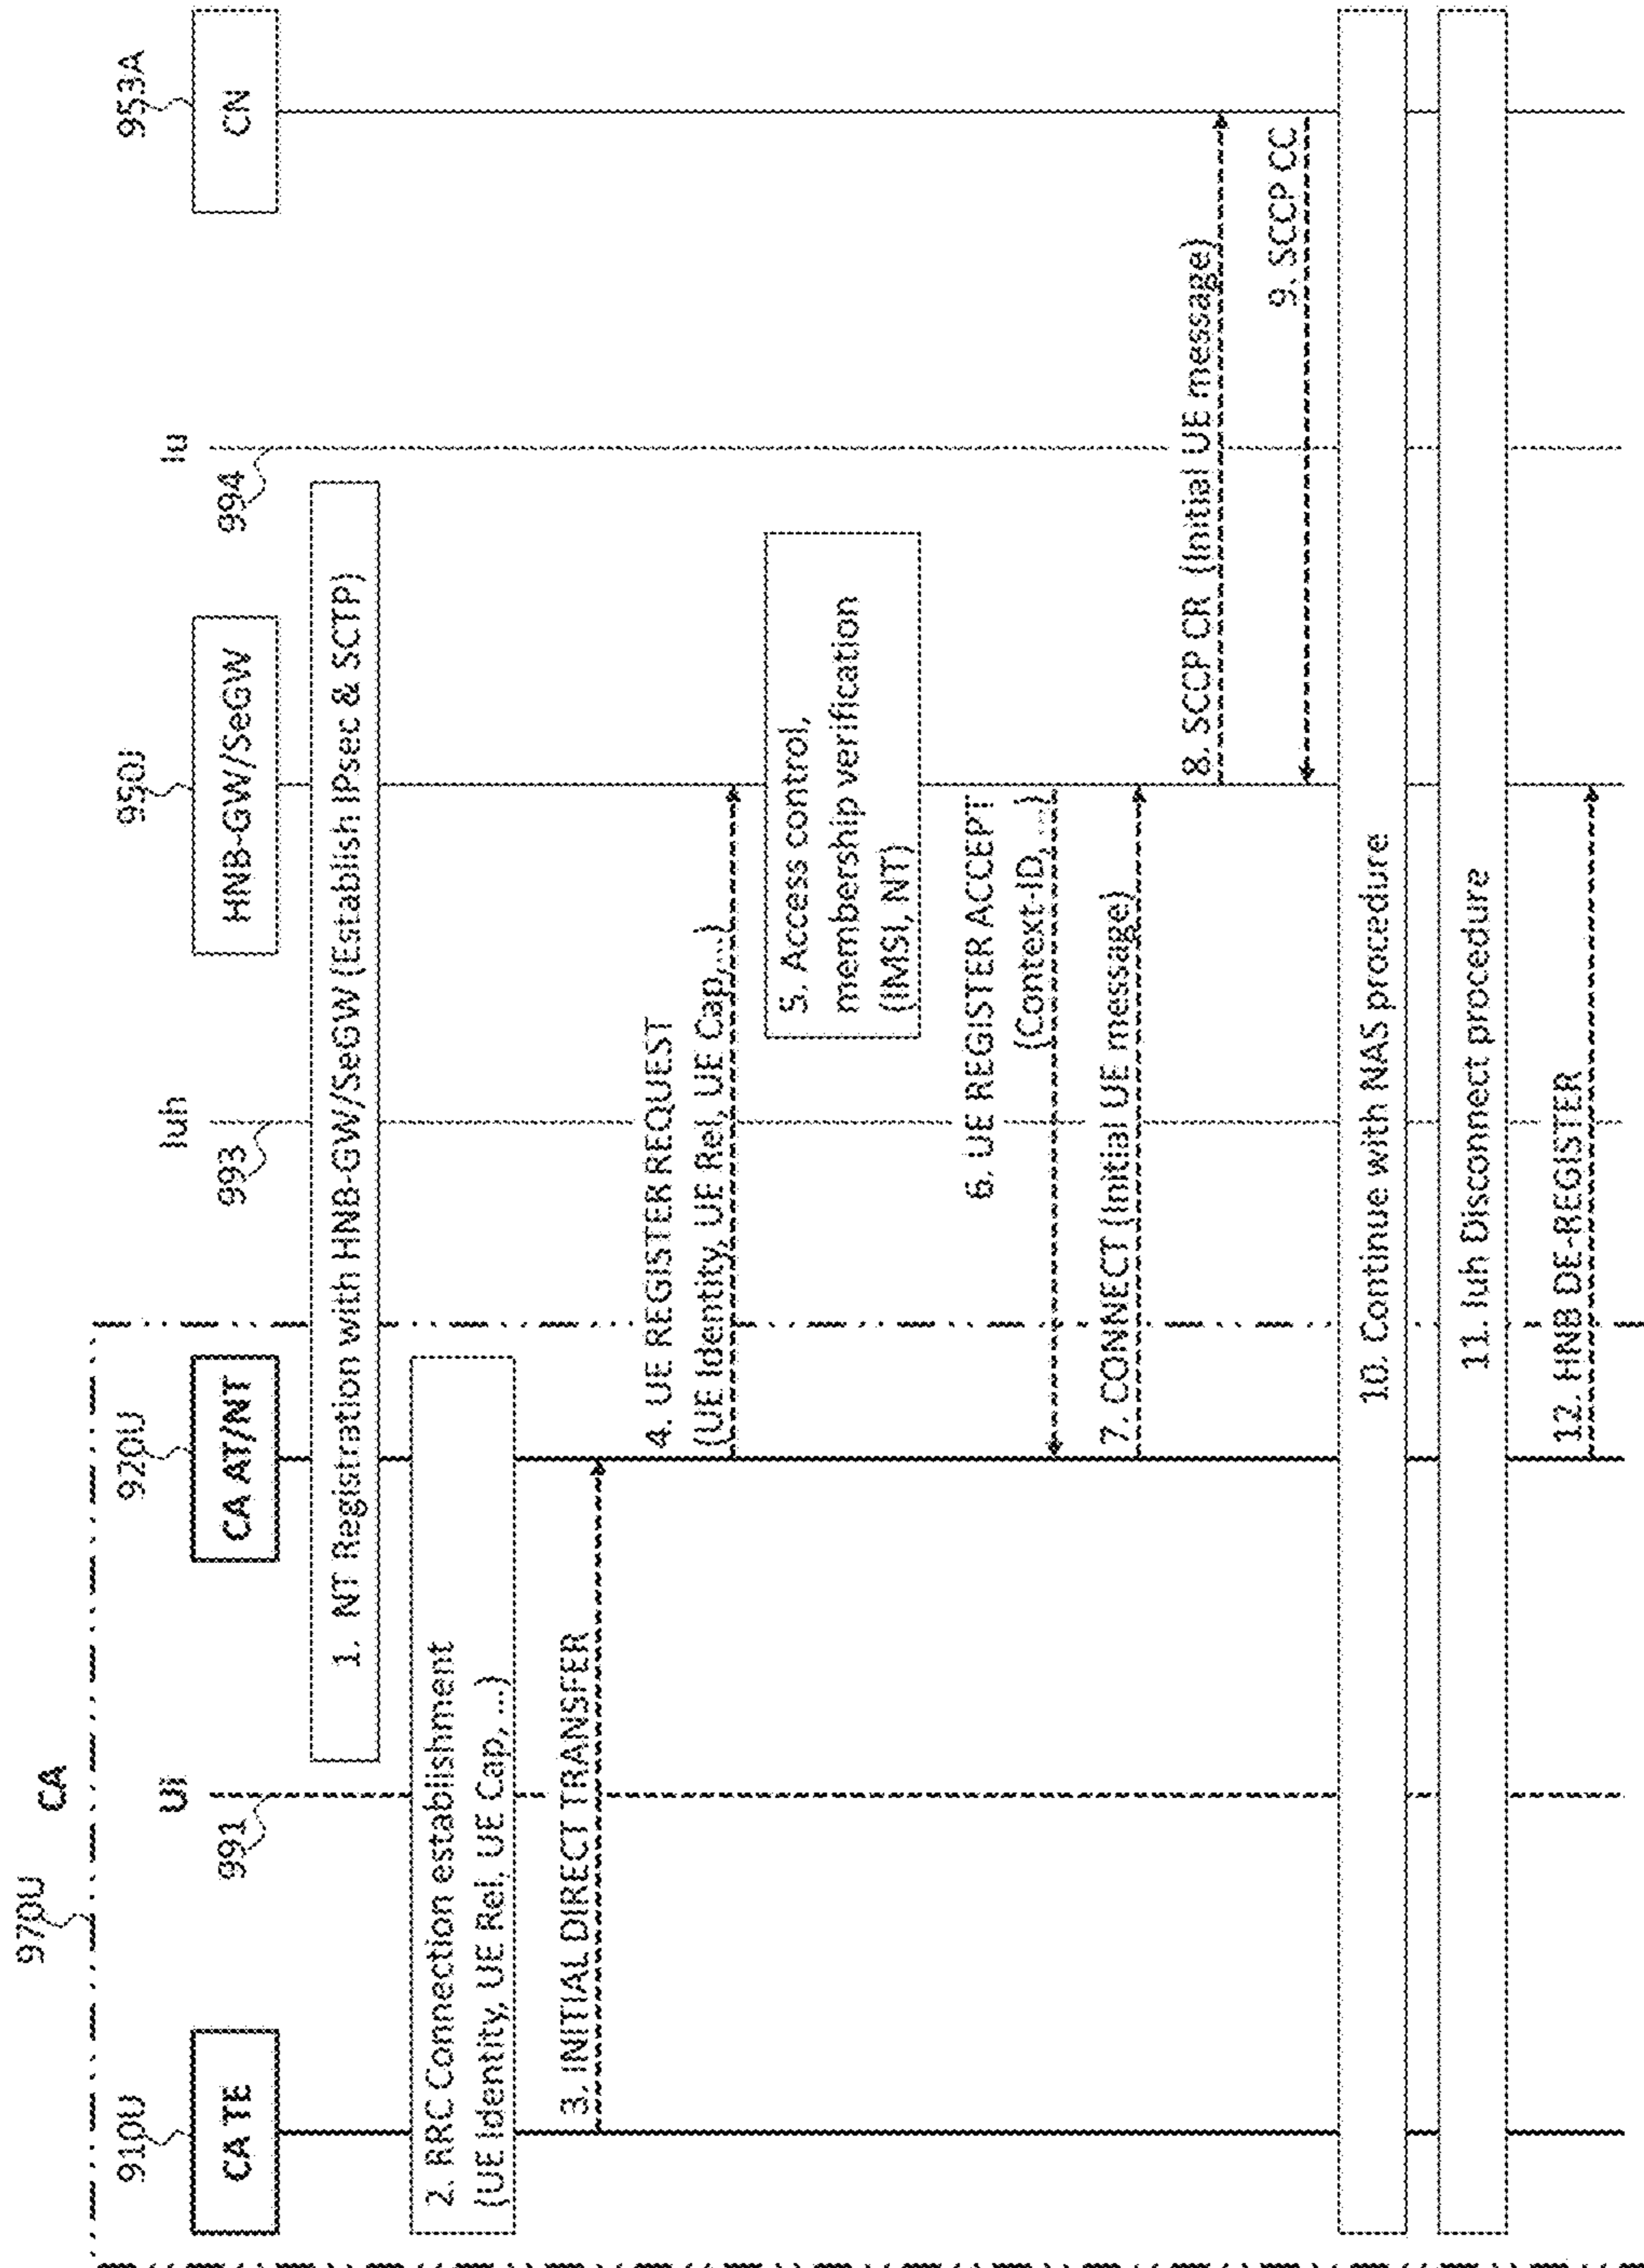 970U
CA
910U
920U
950J
953A
CA TE
Ui
991
CA AT/NT
Iuh
993
HNB-GW/SeGW
Iu
994
CN
1. NT Registration with HNB-GW/SeGW (Establish IPsec & SCTP)
2. RRC Connection establishment
(UE Identity, UE Rel, UE Cap, ...)
3. INITIAL DIRECT TRANSFER
4. UE REGISTER REQUEST
(UE Identity, UE Rel, UE Cap,...)
5. Access control,
membership verification
(IMSI, NT)
6. UE REGISTER ACCEPT
(Context-ID, ...)
7. CONNECT (Initial UE message)
8. SCCP CR (Initial UE message)
9. SCCP CC
10. Continue with NAS procedure
11. Iuh Disconnect procedure
12. HNB DE-REGISTER